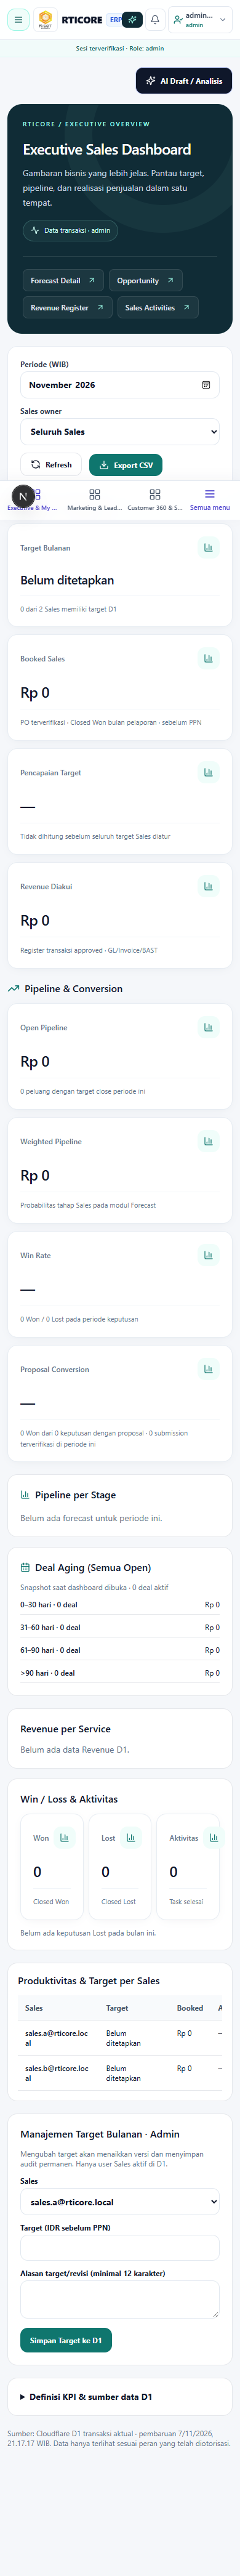 RTICORE ERP
admin...
admin
Sesi terverifikasi · Role: admin
AI Draft / Analisis
RTICORE / EXECUTIVE OVERVIEW
Executive Sales Dashboard
Gambaran bisnis yang lebih jelas. Pantau target,
pipeline, dan realisasi penjualan dalam satu
tempat.
Data transaksi · admin
Forecast Detail
Opportunity
Revenue Register
Sales Activities
Periode (WIB)
November 2026
Sales owner
Seluruh Sales
Refresh
Export CSV
N
Executive & My ...
Marketing & Lead...
Customer 360 & S...
Semua menu
Target Bulanan
Belum ditetapkan
0 dari 2 Sales memiliki target D1
Booked Sales
Rp 0
PO terverifikasi · Closed Won bulan pelaporan · sebelum PPN
Pencapaian Target
—
Tidak dihitung sebelum seluruh target Sales diatur
Revenue Diakui
Rp 0
Register transaksi approved · GL/Invoice/BAST
Pipeline & Conversion
Open Pipeline
Rp 0
0 peluang dengan target close periode ini
Weighted Pipeline
Rp 0
Probabilitas tahap Sales pada modul Forecast
Win Rate
—
0 Won / 0 Lost pada periode keputusan
Proposal Conversion
—
0 Won dari 0 keputusan dengan proposal · 0 submission
terverifikasi di periode ini
Pipeline per Stage
Belum ada forecast untuk periode ini.
Deal Aging (Semua Open)
Snapshot saat dashboard dibuka · 0 deal aktif
0–30 hari · 0 deal Rp 0
31–60 hari · 0 deal Rp 0
61–90 hari · 0 deal Rp 0
>90 hari · 0 deal Rp 0
Revenue per Service
Belum ada data Revenue D1.
Win / Loss & Aktivitas
Won
0
Closed Won
Lost
0
Closed Lost
Aktivitas
0
Task selesai
Belum ada keputusan Lost pada bulan ini.
Produktivitas & Target per Sales
Sales Target Booked A
sales.a@rticore.loc
al
Belum
ditetapkan
Rp 0 —
sales.b@rticore.loc
al
Belum
ditetapkan
Rp 0 —
Manajemen Target Bulanan · Admin
Mengubah target akan menaikkan versi dan menyimpan
audit permanen. Hanya user Sales aktif di D1.
Sales
sales.a@rticore.local
Target (IDR sebelum PPN)
Alasan target/revisi (minimal 12 karakter)
Simpan Target ke D1
Definisi KPI & sumber data D1
Sumber: Cloudflare D1 transaksi aktual · pembaruan 7/11/2026,
21.17.17 WIB. Data hanya terlihat sesuai peran yang telah diotorisasi.